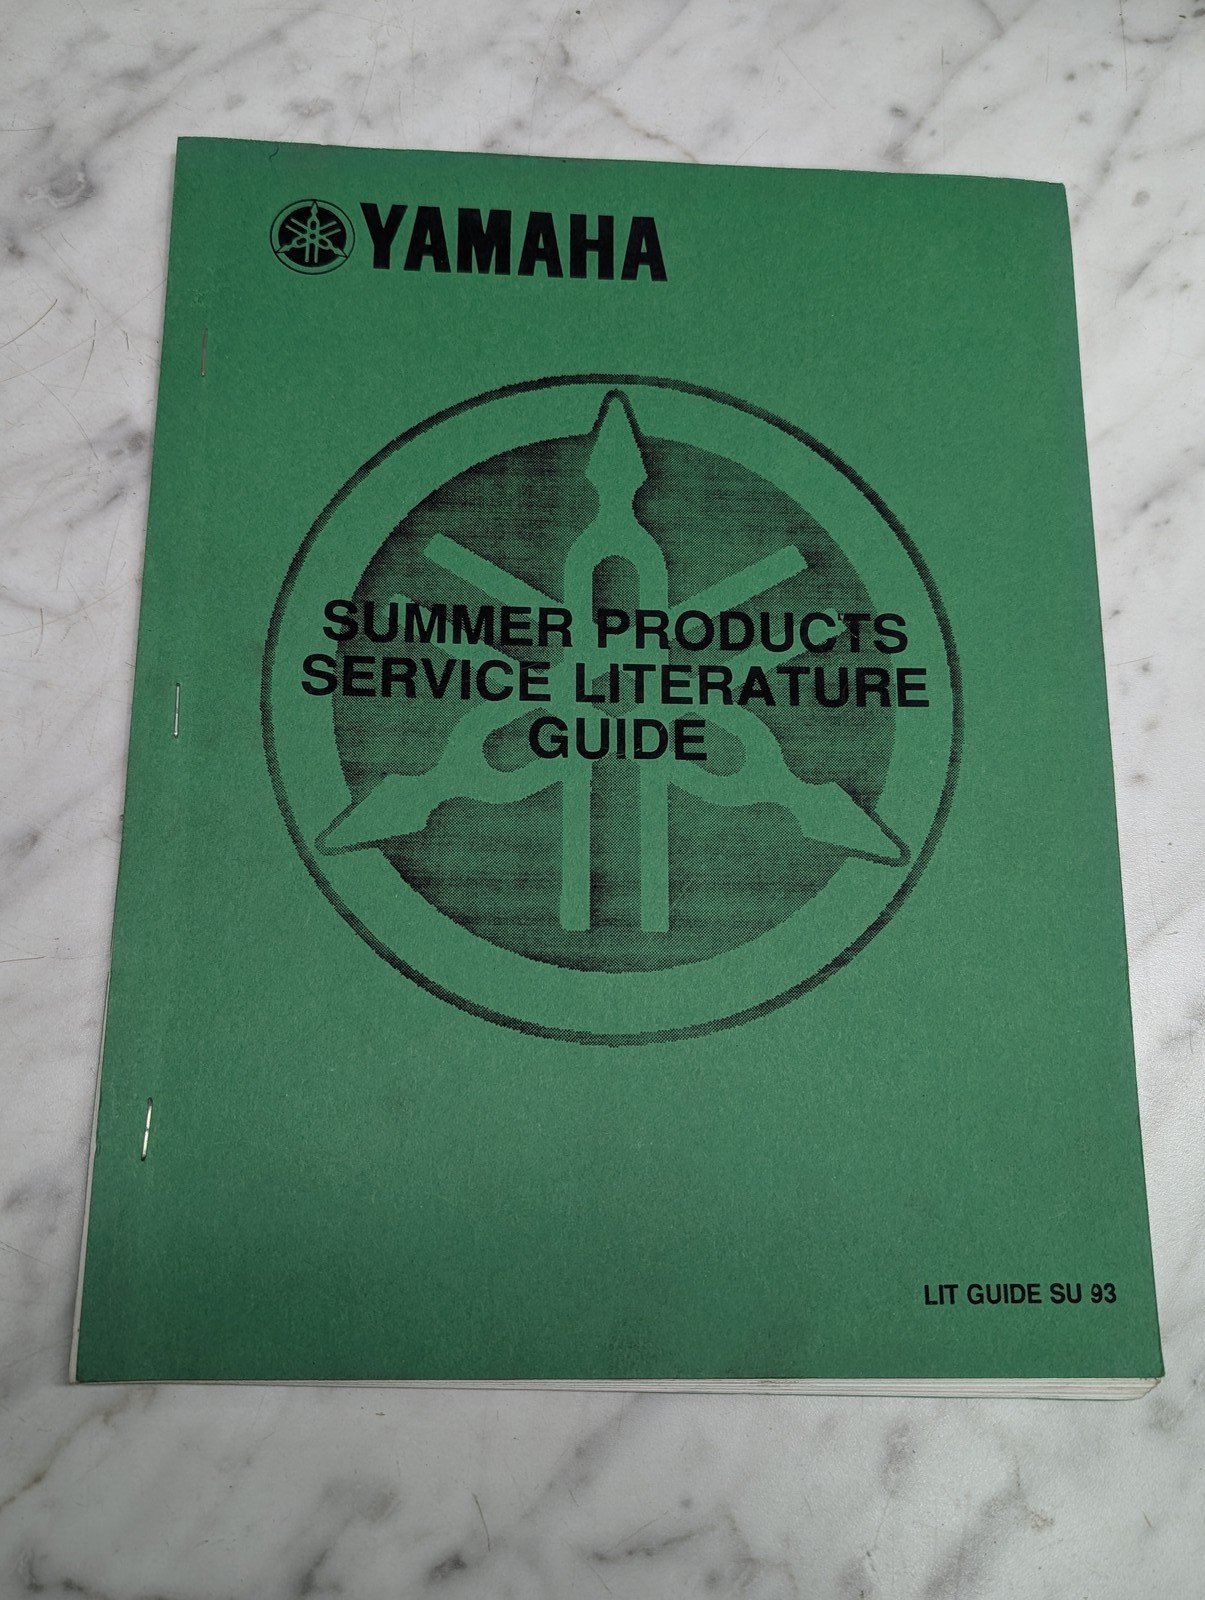 YAMAHA
SUMMER PRODUCTS
SERVICE LITERATURE
GUIDE
LIT GUIDE SU 93